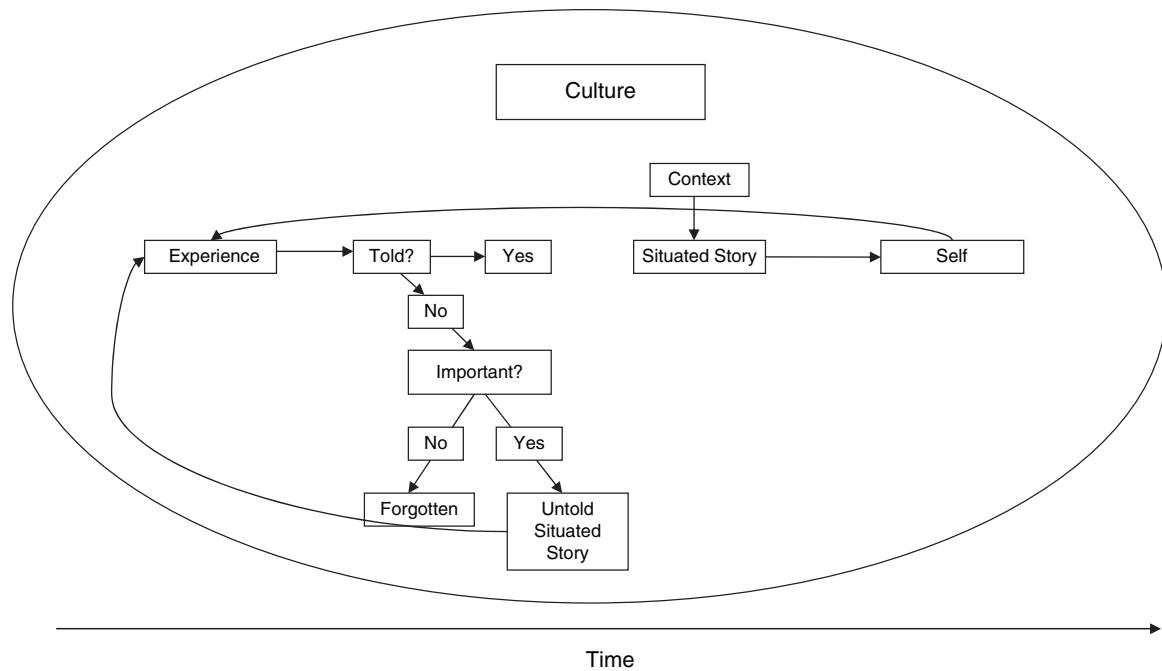 Culture
Context
Experience
Told?
Yes
Situated Story
Self
No
Important?
No
Yes
Forgotten
Untold
Situated
Story
Time